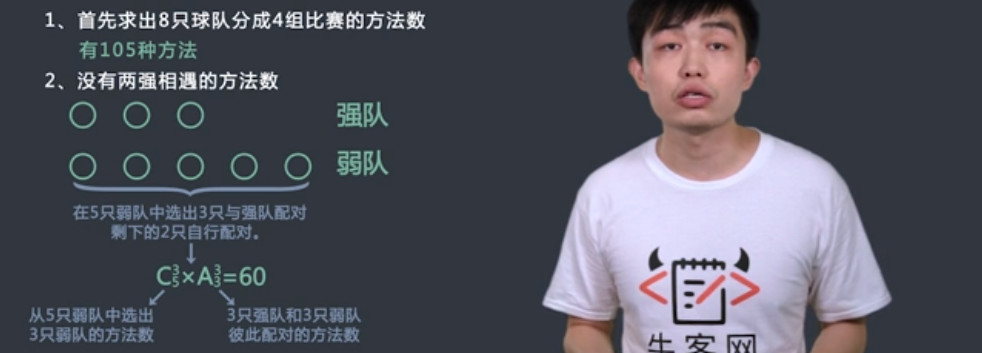 1、首先求出8只球队分成4组比赛的方法数
有105种方法
2、没有两强相遇的方法数
强队
弱队
在5只弱队中选出3只与强队配对
剩下的2只自行配对。
C³₅×A³₃=60
从5只弱队中选出
3只弱队的方法数
3只强队和3只弱队
彼此配对的方法数
牛客网